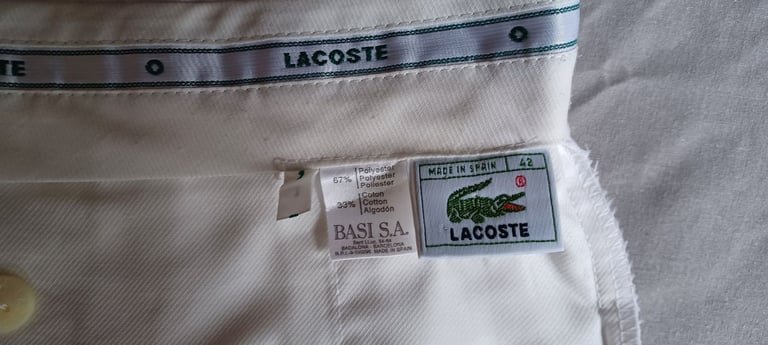 TE O LACOSTE O
67% Polyester
Polyester
Poliester
33% Coton
Cotton
Algodón
BASI S.A.
BADALONA - BARCELONA
MADE IN SPAIN
MADE IN SPAIN 42
®
LACOSTE